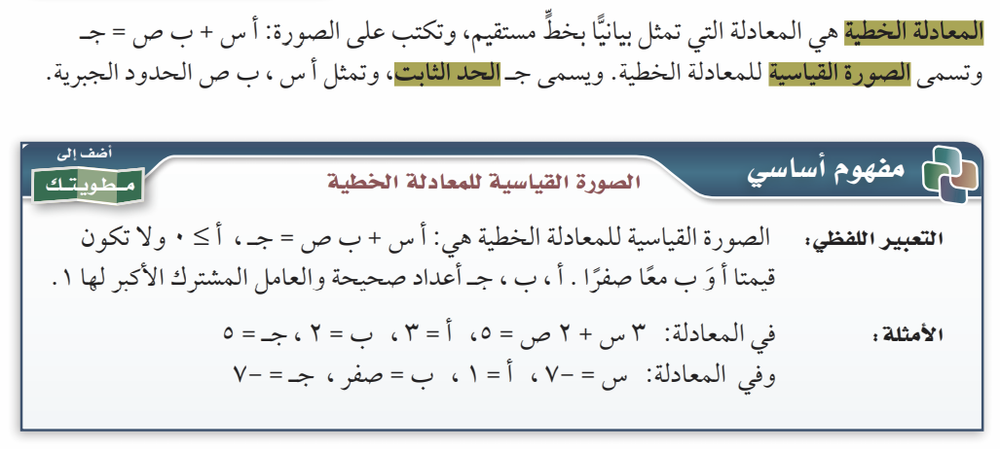 المعادلة الخطية هي المعادلة التي تمثل بيانيًّا بخطٍّ مستقيم، وتكتب على الصورة: أ س + ب ص = جـ
وتسمى الصورة القياسية للمعادلة الخطية. ويسمى جـ الحد الثابت، وتمثل أ س ، ب ص الحدود الجبرية.
مفهوم أساسي
الصورة القياسية للمعادلة الخطية
أضف إلى
مـطويـتـك
التعبير اللفظي: الصورة القياسية للمعادلة الخطية هي: أ س + ب ص = جـ ، أ ≥ ٠ ولا تكون
قيمتا أ وَ ب معًا صفرًا . أ ، ب ، جـ أعداد صحيحة والعامل المشترك الأكبر لها ١ .
الأمثلة: في المعادلة: ٣ س + ٢ ص = ٥، أ = ٣ ، ب = ٢ ، جـ = ٥
وفي المعادلة: س = –٧ ، أ = ١ ، ب = صفر ، جـ = –٧